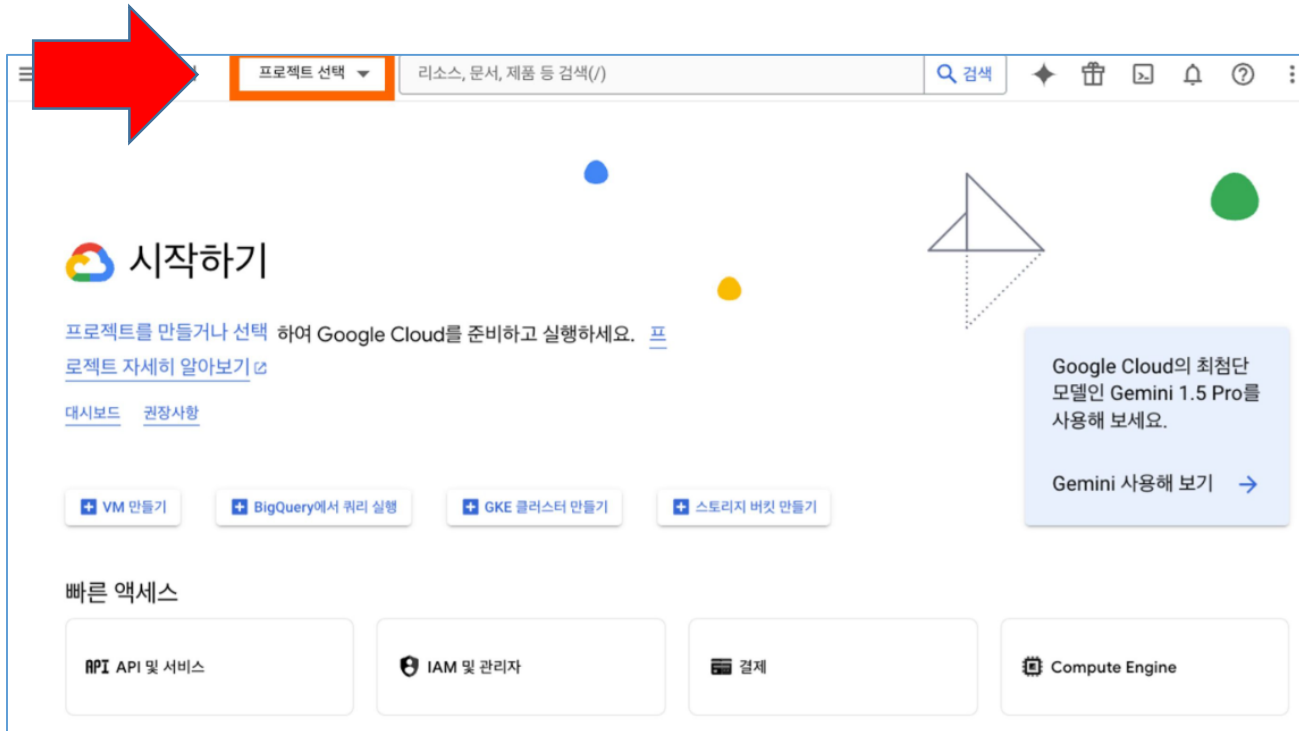 프로젝트 선택
리소스, 문서, 제품 등 검색(/)
검색
시작하기
프로젝트를 만들거나 선택 하여 Google Cloud를 준비하고 실행하세요. 프
로젝트 자세히 알아보기
대시보드 권장사항
Google Cloud의 최첨단
모델인 Gemini 1.5 Pro를
사용해 보세요.
Gemini 사용해 보기
VM 만들기
BigQuery에서 쿼리 실행
GKE 클러스터 만들기
스토리지 버킷 만들기
빠른 액세스
API API 및 서비스
IAM 및 관리자
결제
Compute Engine